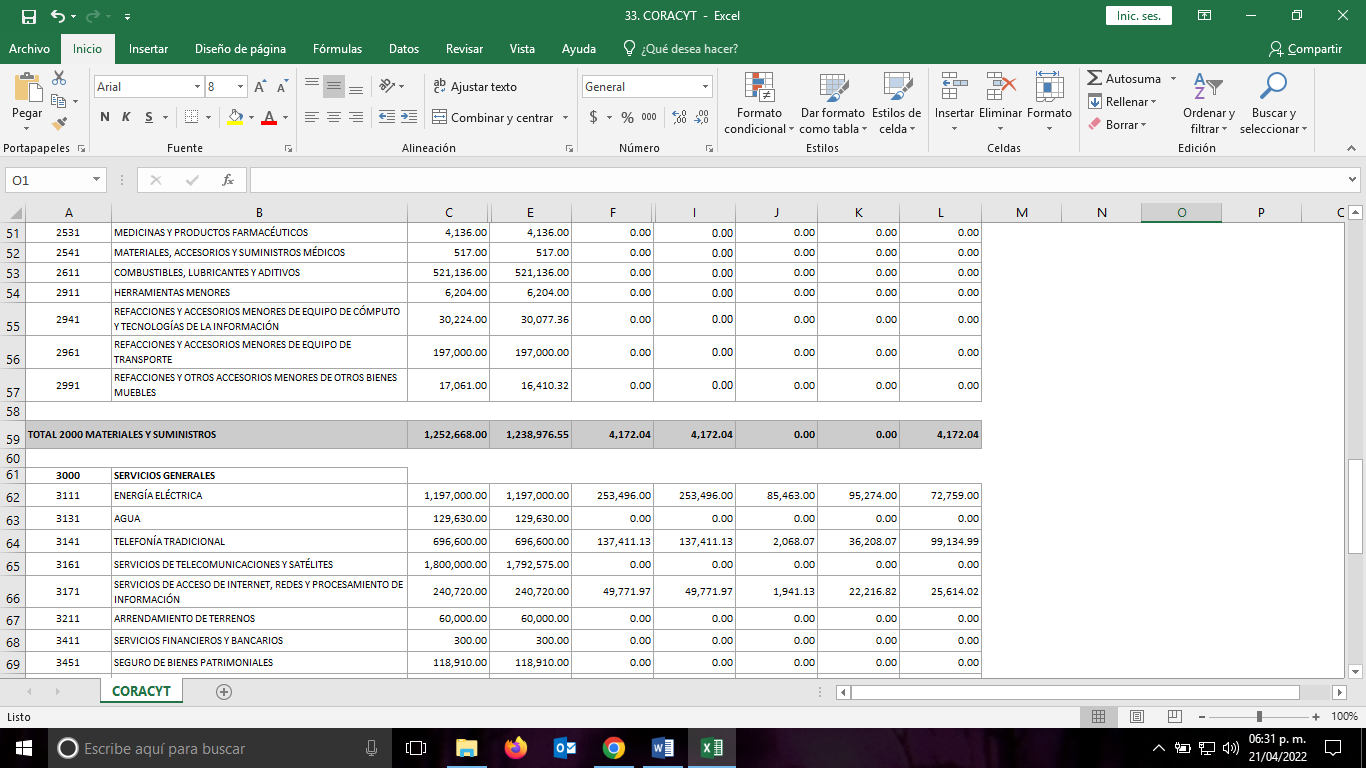 33. CORACYT - Excel
Inic. ses.
Archivo Inicio Insertar Diseño de página Fórmulas Datos Revisar Vista Ayuda ¿Qué desea hacer? Compartir
Pegar
Arial 8
N K S
Ajustar texto
Combinar y centrar
General
$ % 000
Formato condicional
Dar formato como tabla
Estilos de celda
Insertar Eliminar Formato
Autosuma
Rellenar
Borrar
Ordenar y filtrar
Buscar y seleccionar
Portapapeles Fuente Alineación Número Estilos Celdas Edición
O1 fx
A B C E F I J K L M N O P
51 2531 MEDICINAS Y PRODUCTOS FARMACÉUTICOS 4,136.00 4,136.00 0.00 0.00 0.00 0.00 0.00
52 2541 MATERIALES, ACCESORIOS Y SUMINISTROS MÉDICOS 517.00 517.00 0.00 0.00 0.00 0.00 0.00
53 2611 COMBUSTIBLES, LUBRICANTES Y ADITIVOS 521,136.00 521,136.00 0.00 0.00 0.00 0.00 0.00
54 2911 HERRAMIENTAS MENORES 6,204.00 6,204.00 0.00 0.00 0.00 0.00 0.00
55 2941 REFACCIONES Y ACCESORIOS MENORES DE EQUIPO DE CÓMPUTO
Y TECNOLOGÍAS DE LA INFORMACIÓN 30,224.00 30,077.36 0.00 0.00 0.00 0.00 0.00
56 2961 REFACCIONES Y ACCESORIOS MENORES DE EQUIPO DE
TRANSPORTE 197,000.00 197,000.00 0.00 0.00 0.00 0.00 0.00
57 2991 REFACCIONES Y OTROS ACCESORIOS MENORES DE OTROS BIENES
MUEBLES 17,061.00 16,410.32 0.00 0.00 0.00 0.00 0.00
58
59 TOTAL 2000 MATERIALES Y SUMINISTROS 1,252,668.00 1,238,976.55 4,172.04 4,172.04 0.00 0.00 4,172.04
60
61 3000 SERVICIOS GENERALES
62 3111 ENERGÍA ELÉCTRICA 1,197,000.00 1,197,000.00 253,496.00 253,496.00 85,463.00 95,274.00 72,759.00
63 3131 AGUA 129,630.00 129,630.00 0.00 0.00 0.00 0.00 0.00
64 3141 TELEFONÍA TRADICIONAL 696,600.00 696,600.00 137,411.13 137,411.13 2,068.07 36,208.07 99,134.99
65 3161 SERVICIOS DE TELECOMUNICACIONES Y SATÉLITES 1,800,000.00 1,792,575.00 0.00 0.00 0.00 0.00 0.00
66 3171 SERVICIOS DE ACCESO DE INTERNET, REDES Y PROCESAMIENTO DE
INFORMACIÓN 240,720.00 240,720.00 49,771.97 49,771.97 1,941.13 22,216.82 25,614.02
67 3211 ARRENDAMIENTO DE TERRENOS 60,000.00 60,000.00 0.00 0.00 0.00 0.00 0.00
68 3411 SERVICIOS FINANCIEROS Y BANCARIOS 300.00 300.00 0.00 0.00 0.00 0.00 0.00
69 3451 SEGURO DE BIENES PATRIMONIALES 118,910.00 118,910.00 0.00 0.00 0.00 0.00 0.00
CORACYT
Listo 100%
Escribe aquí para buscar
06:31 p. m.
21/04/2022